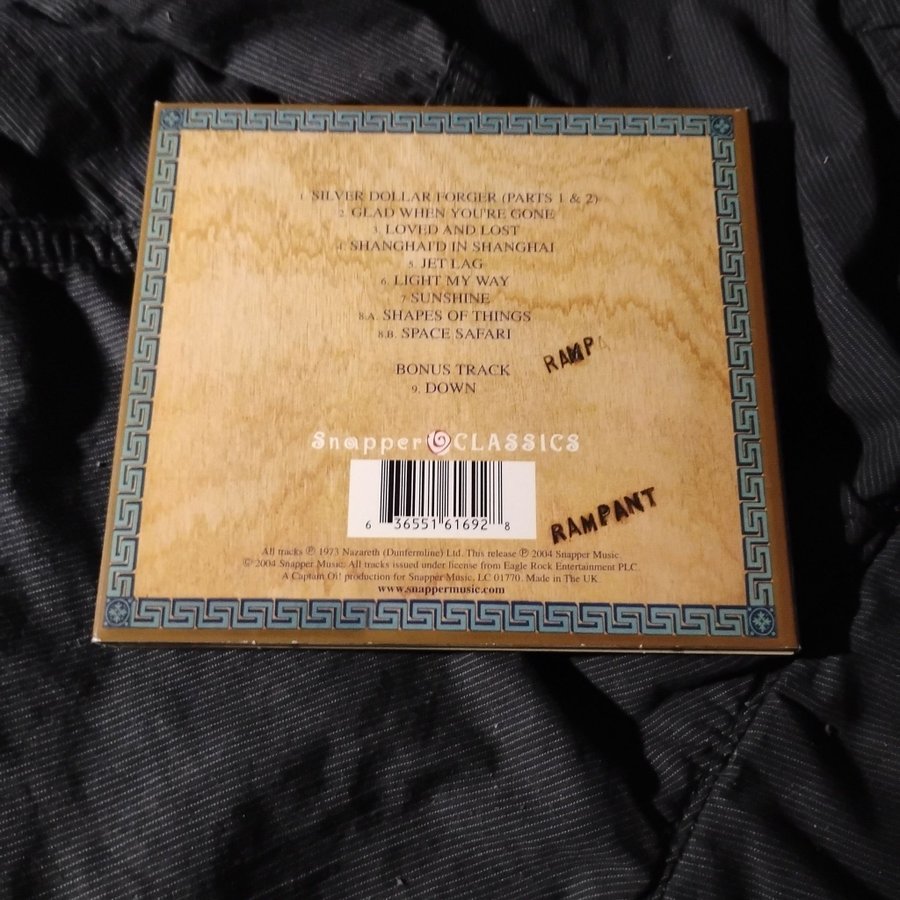 1. SILVER DOLLAR FORGER (PARTS 1 & 2)
2. GLAD WHEN YOU'RE GONE
3. LOVED AND LOST
4. SHANGHAI'D IN SHANGHAI
5. JET LAG
6. LIGHT MY WAY
7. SUNSHINE
8.A. SHAPES OF THINGS
8.B. SPACE SAFARI
RAMPA
BONUS TRACK
9. DOWN
Snapper CLASSICS
6 36551 61692 8
RAMPANT
All tracks ℗ 1973 Nazareth (Dunfermline) Ltd. This release ℗ 2004 Snapper Music
© 2004 Snapper Music. All tracks issued under license from Eagle Rock Entertainment PLC.
A Captain Oi! production for Snapper Music, LC 01770. Made in The UK
www.snappermusic.com